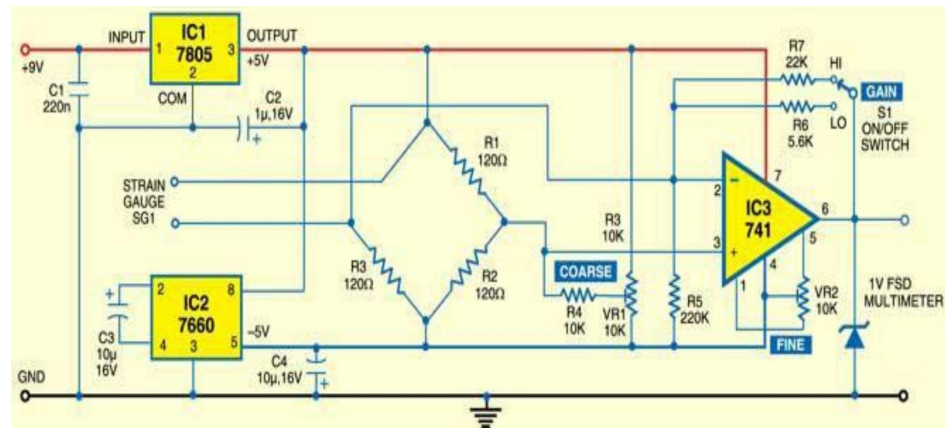 INPUT
IC1
7805
1
3
2
OUTPUT
+5V
+9V
C1
220n
COM
C2
1µ,16V
+
R7
22K
HI
GAIN
S1
ON/OFF
SWITCH
LO
R6
5.6K
R1
120Ω
STRAIN
GAUGE
SG1
R3
120Ω
R2
120Ω
R3
10K
COARSE
R4
10K
VR1
10K
R5
220K
2
–
7
IC3
741
6
3
+
5
4
1
VR2
10K
FINE
1V FSD
MULTIMETER
+
C3
10µ
16V
2
4
IC2
7660
8
5
3
–5V
C4
10µ,16V
+
GND